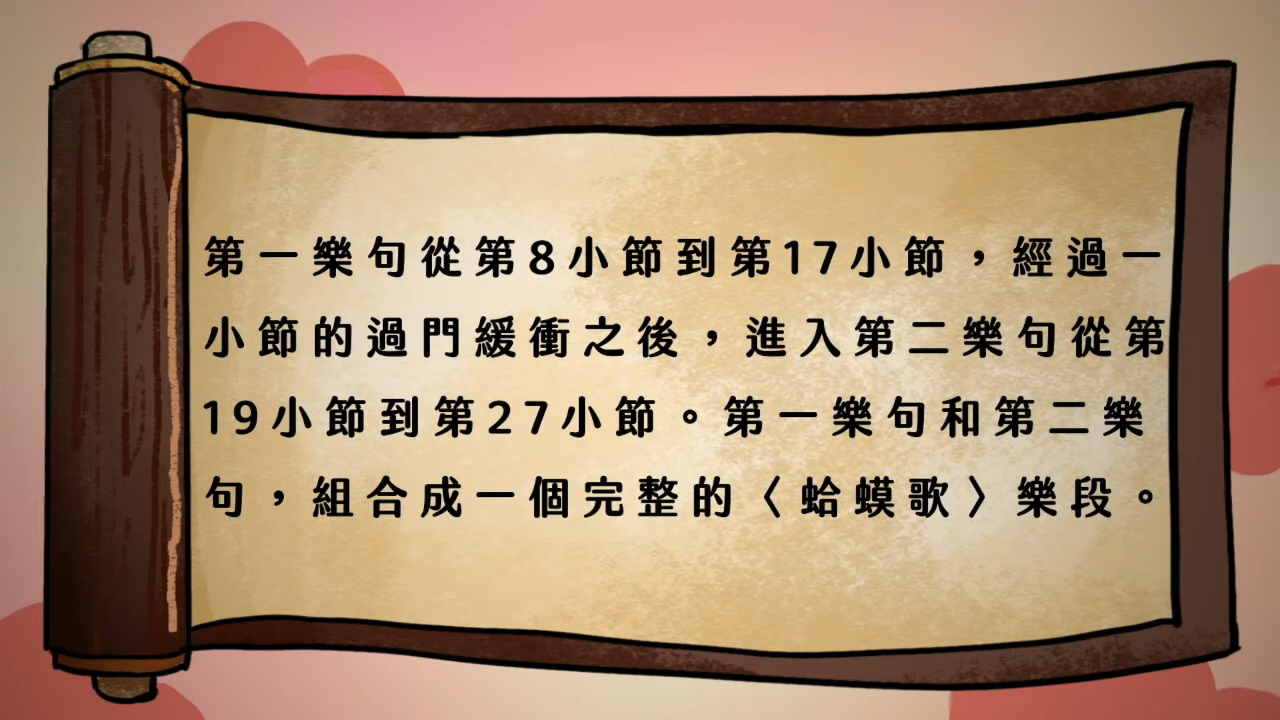 第一樂句從第8小節到第17小節，經過一
小節的過門緩衝之後，進入第二樂句從第
19小節到第27小節。第一樂句和第二樂
句，組合成一個完整的〈蛤蟆歌〉樂段。